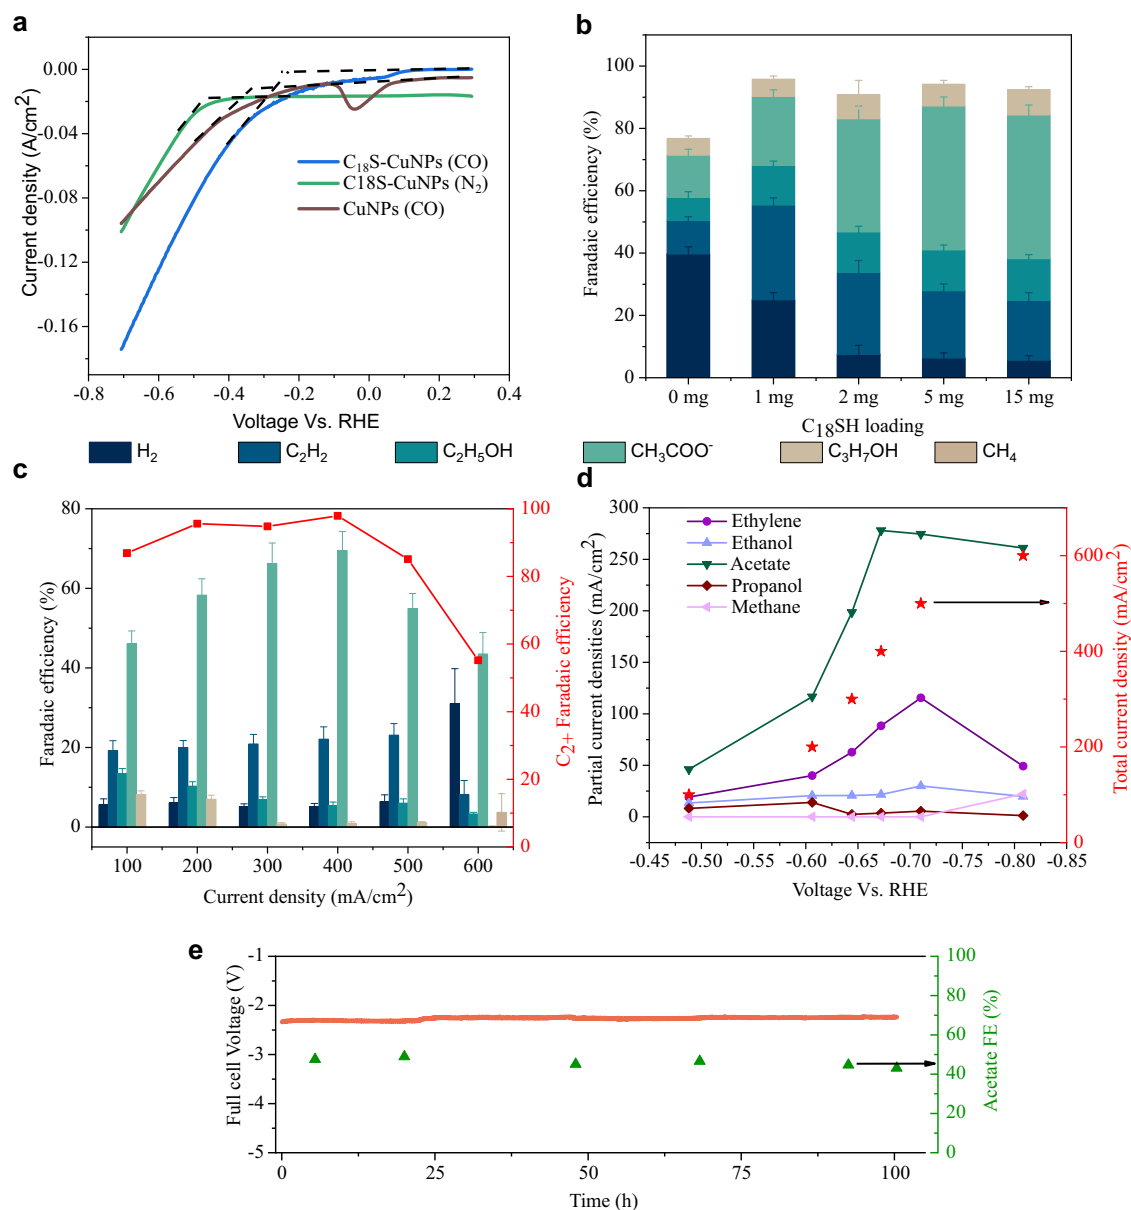 a
Current density (A/cm²)
0.00
-0.04
-0.08
-0.12
-0.16
-0.8
-0.6
-0.4
-0.2
0.0
0.2
0.4
Voltage Vs. RHE
C₁₈S-CuNPs (CO)
C18S-CuNPs (N₂)
CuNPs (CO)
b
Faradaic efficiency (%)
100
80
60
40
20
0
0 mg
1 mg
2 mg
5 mg
15 mg
C₁₈SH loading
H₂
C₂H₂
C₂H₅OH
CH₃COO⁻
C₃H₇OH
CH₄
c
Faradaic efficiency (%)
80
60
40
20
0
100
200
300
400
500
600
Current density (mA/cm²)
100
80
60
40
20
0
C₂₊ Faradaic efficiency
d
Partial current densities (mA/cm²)
300
250
200
150
100
50
0
-0.45
-0.50
-0.60
-0.65
-0.70
-0.75
-0.80
-0.85
Voltage Vs. RHE
Ethylene
Ethanol
Acetate
Propanol
Methane
600
400
200
0
Total current density (mA/cm²)
e
Full cell Voltage (V)
-1
-2
-3
-4
-5
0
25
50
75
100
Time (h)
100
80
60
40
20
0
Acetate FE (%)